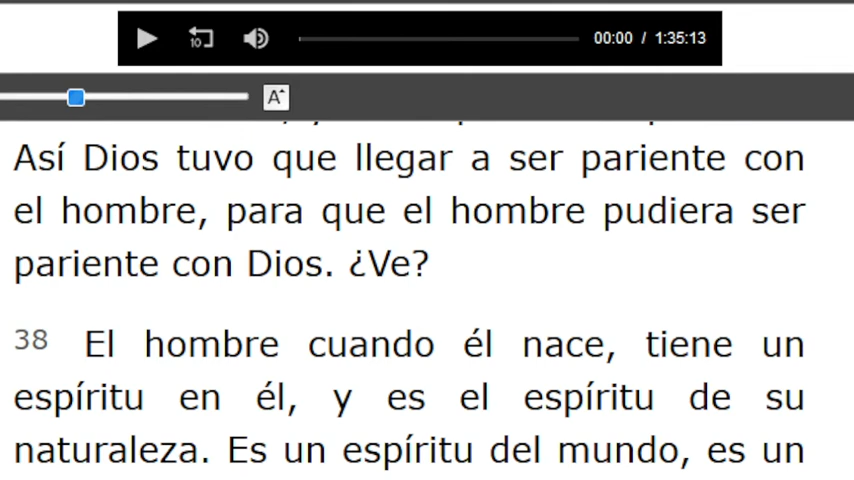 10
00:00 / 1:35:13
A
Así Dios tuvo que llegar a ser pariente con
el hombre, para que el hombre pudiera ser
pariente con Dios. ¿Ve?
38 El hombre cuando él nace, tiene un
espíritu en él, y es el espíritu de su
naturaleza. Es un espíritu del mundo, es un